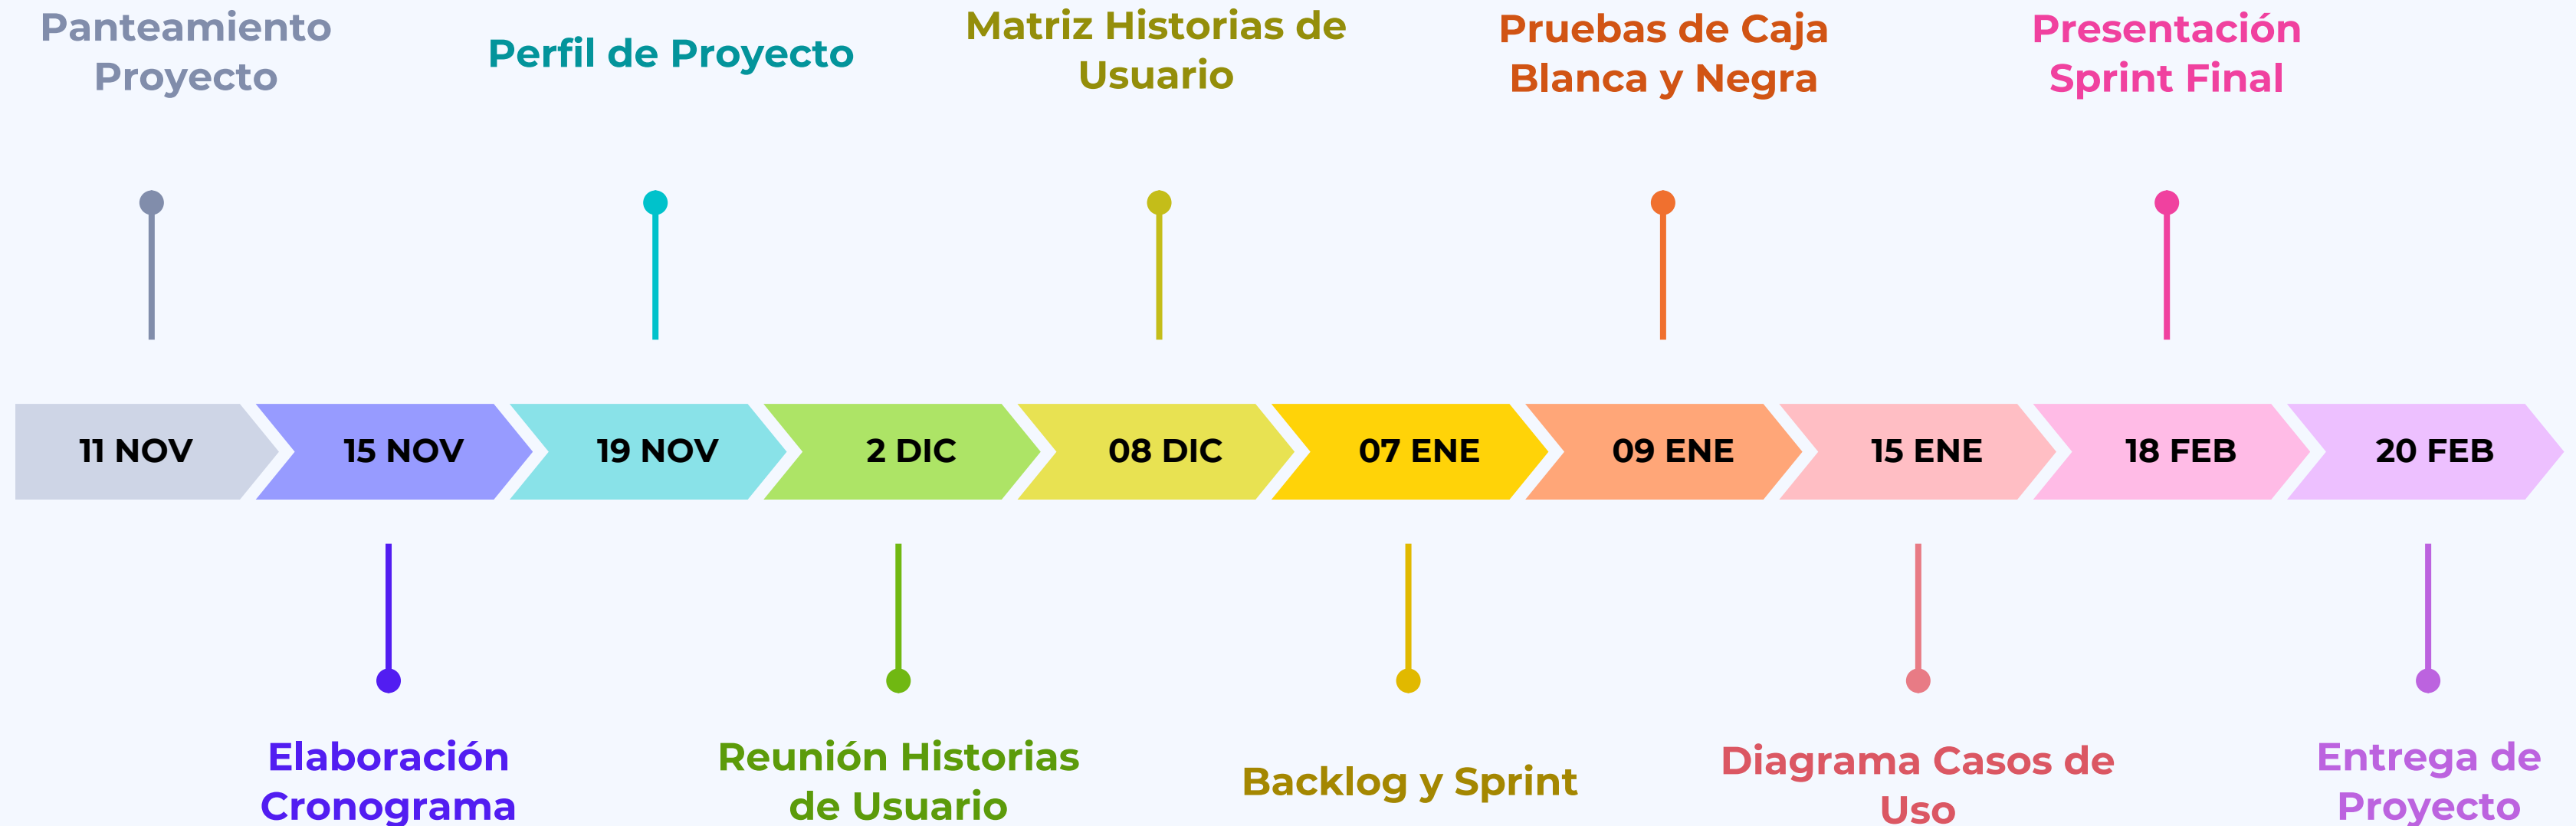 Panteamiento
Proyecto
Perfil de Proyecto
Matriz Historias de
Usuario
Pruebas de Caja
Blanca y Negra
Presentación
Sprint Final
11 NOV
15 NOV
19 NOV
2 DIC
08 DIC
07 ENE
09 ENE
15 ENE
18 FEB
20 FEB
Elaboración
Cronograma
Reunión Historias
de Usuario
Backlog y Sprint
Diagrama Casos de
Uso
Entrega de
Proyecto